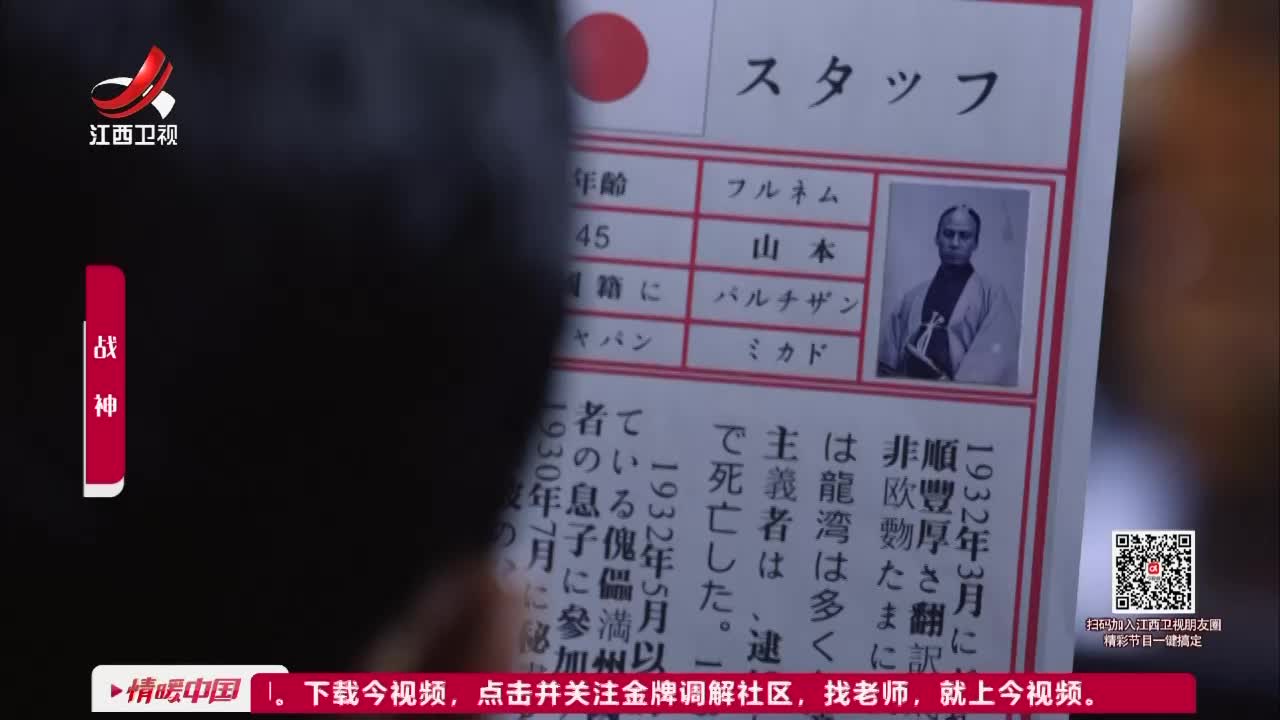 江西卫视
スタッフ
年齢
フルネム
45
山本
籍に
パルチザン
ャパン
ミカド
1932年3月に
順豐厚さ翻訳
非欧
たまに
は龍湾は多く
主義者は、逮
で死亡した。
1932年5月以
ている傀儡満州
者の息子に參加
1930年7月に秘
の、
战神
扫码加入江西卫视朋友圈
精彩节目一键搞定
情暖中国
。下载今视频，点击并关注金牌调解社区，找老师，就上今视频。